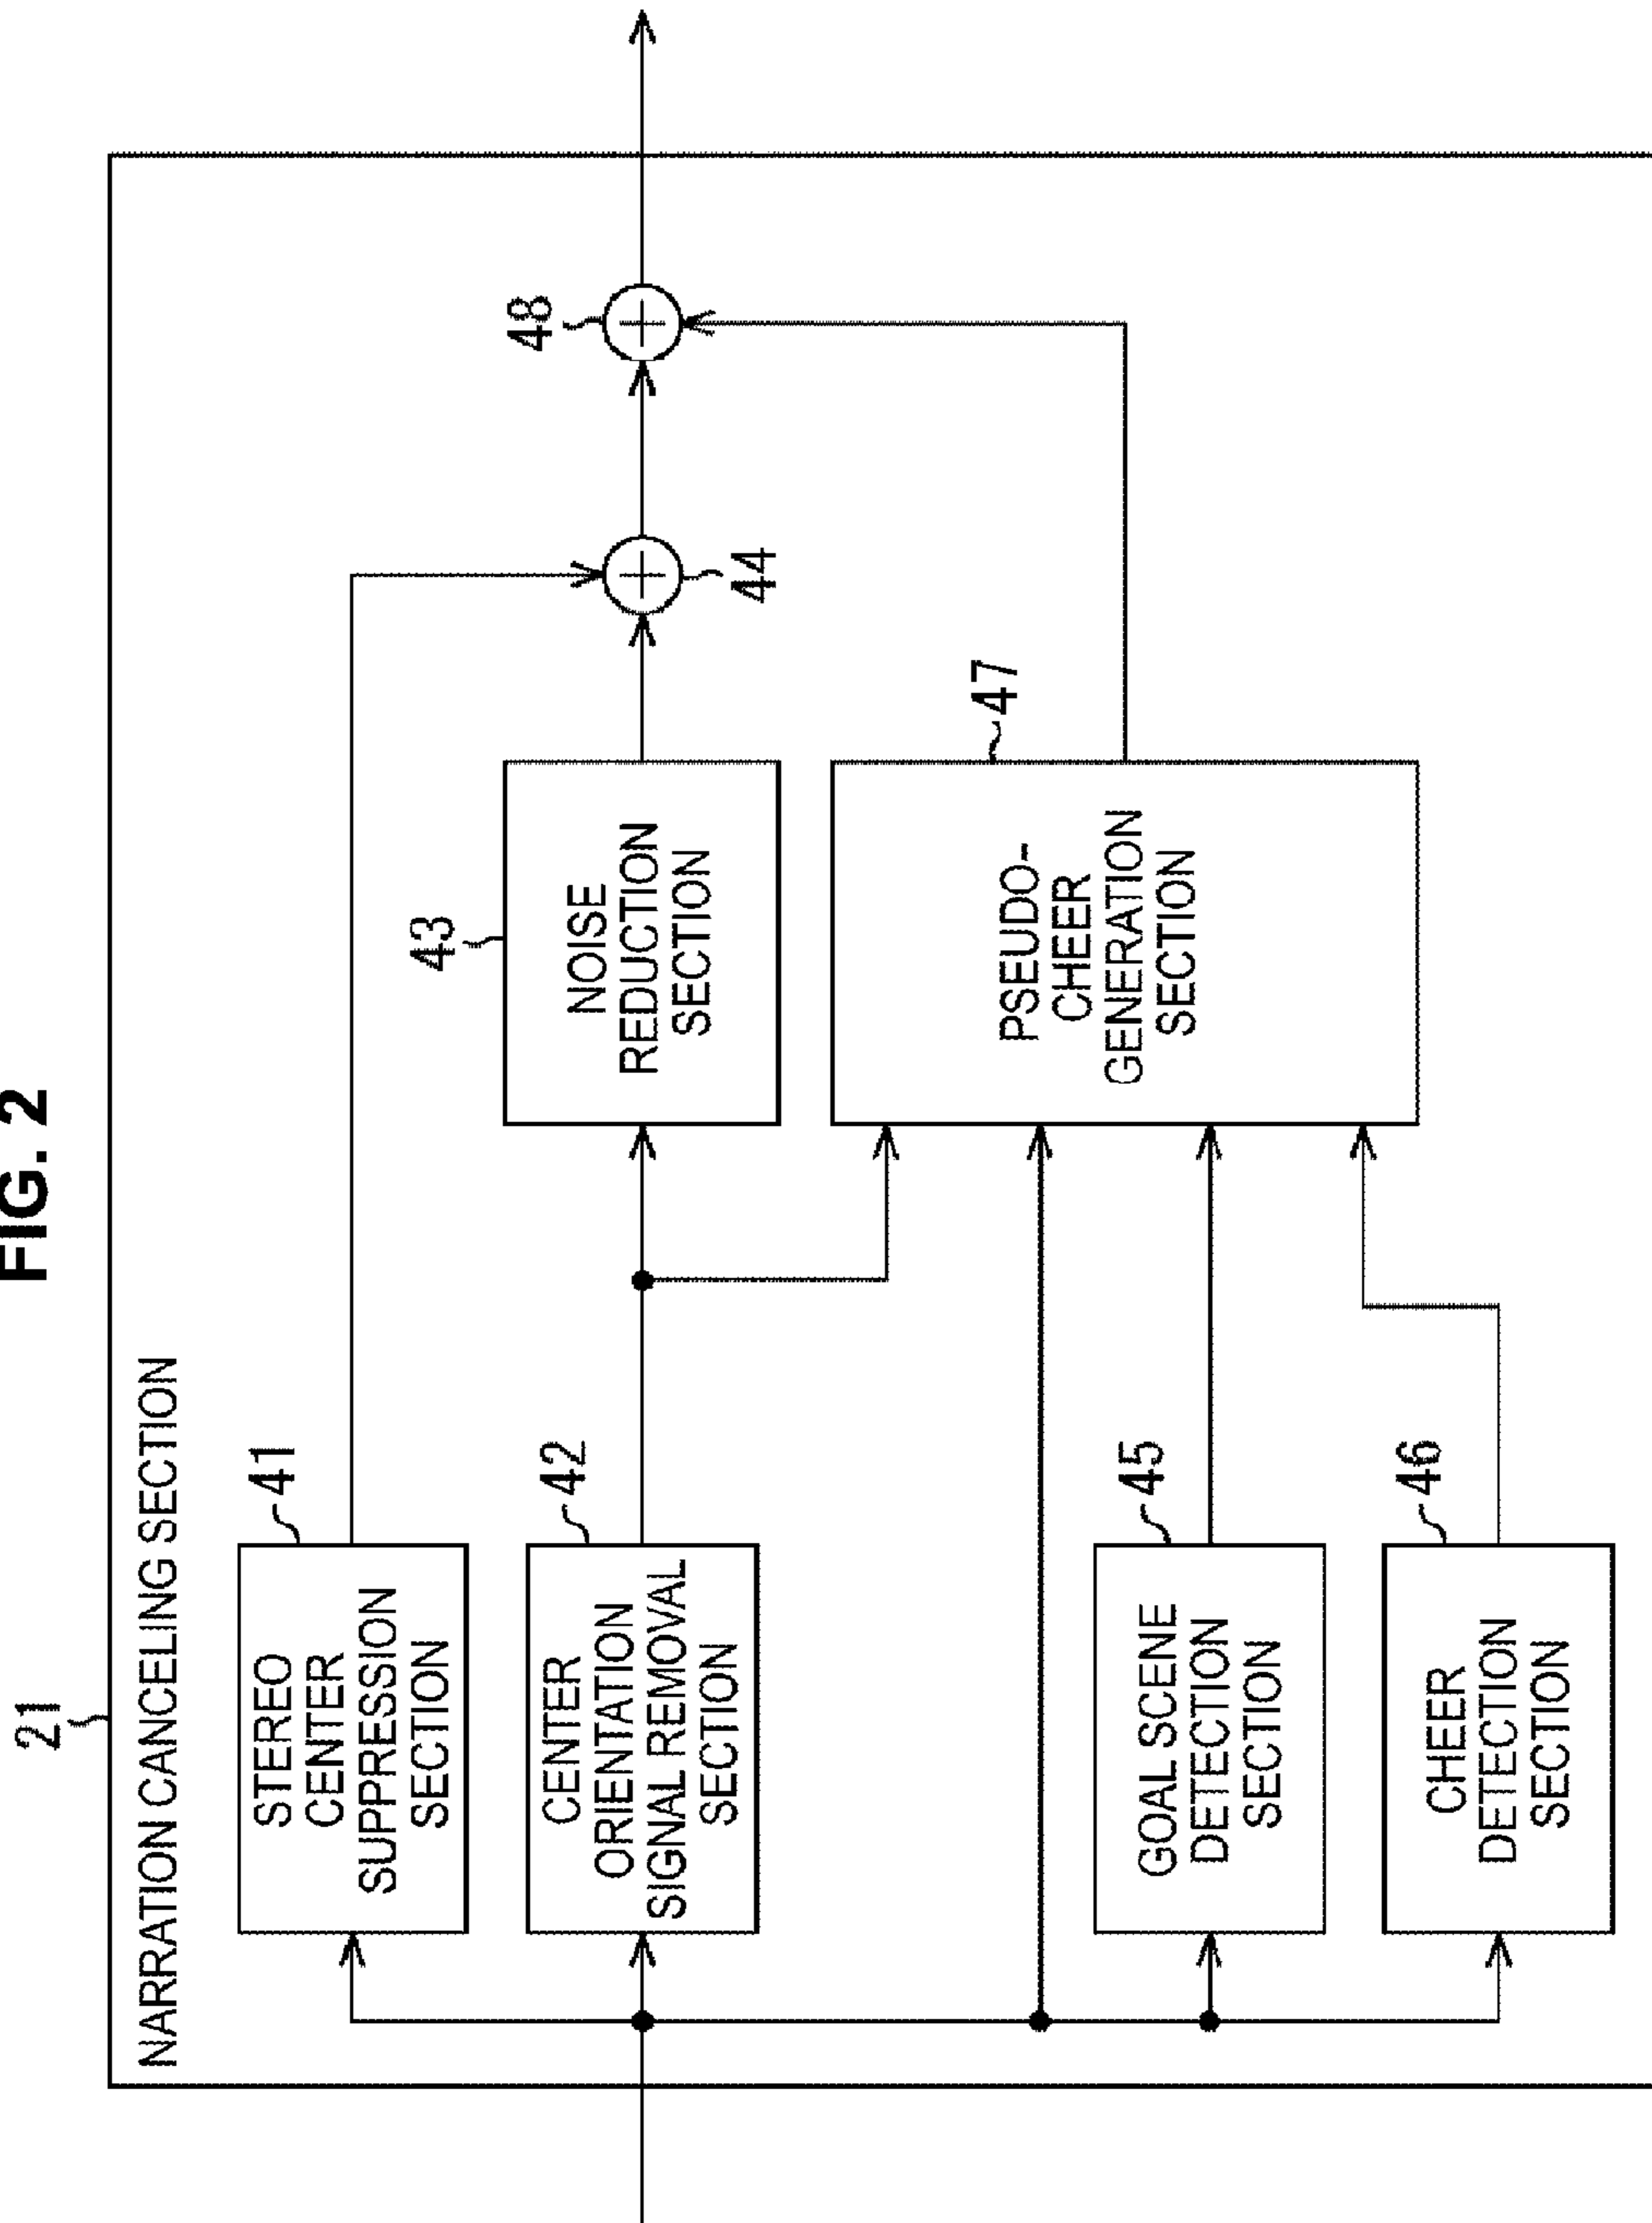 FIG. 2
21
NARRATION CANCELING SECTION
41
STEREO
CENTER
SUPPRESSION
SECTION
42
CENTER
ORIENTATION
SIGNAL REMOVAL
SECTION
43
NOISE
REDUCTION
SECTION
44
48
47
PSEUDO-
CHEER
GENERATION
SECTION
45
GOAL SCENE
DETECTION
SECTION
46
CHEER
DETECTION
SECTION